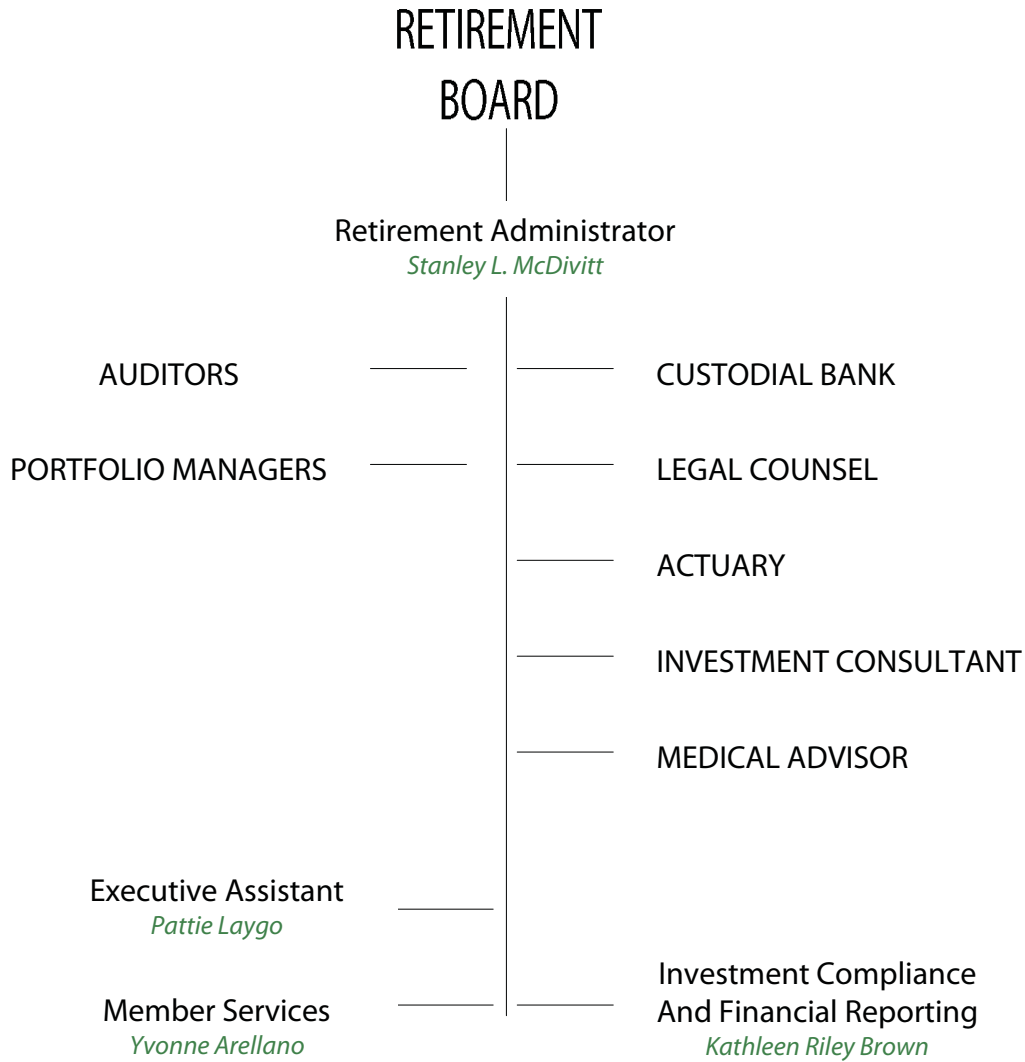 RETIREMENT
BOARD
Retirement Administrator
Stanley L. McDivitt
AUDITORS
CUSTODIAL BANK
PORTFOLIO MANAGERS
LEGAL COUNSEL
ACTUARY
INVESTMENT CONSULTANT
MEDICAL ADVISOR
Executive Assistant
Pattie Laygo
Member Services
Yvonne Arellano
Investment Compliance
And Financial Reporting
Kathleen Riley Brown